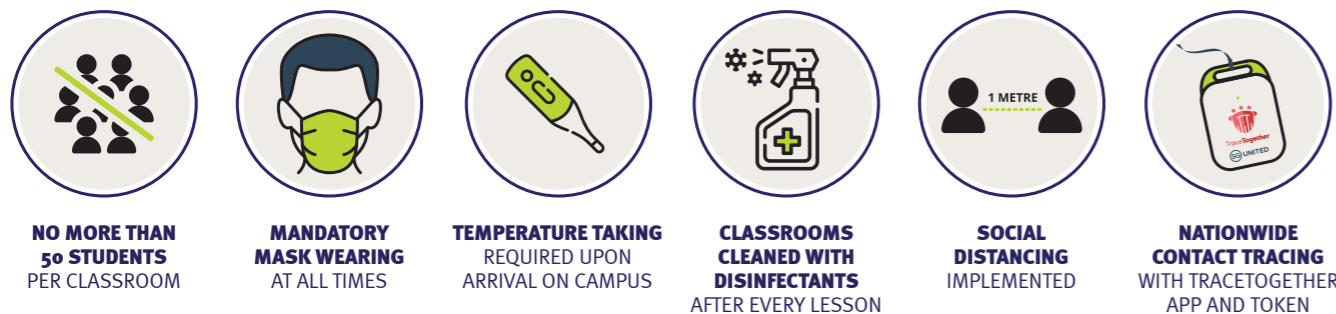 1 METRE
TraceTogether
SG UNITED
NO MORE THAN
50 STUDENTS
PER CLASSROOM
MANDATORY
MASK WEARING
AT ALL TIMES
TEMPERATURE TAKING
REQUIRED UPON
ARRIVAL ON CAMPUS
CLASSROOMS
CLEANED WITH
DISINFECTANTS
AFTER EVERY LESSON
SOCIAL
DISTANCING
IMPLEMENTED
NATIONWIDE
CONTACT TRACING
WITH TRACETOGETHER
APP AND TOKEN